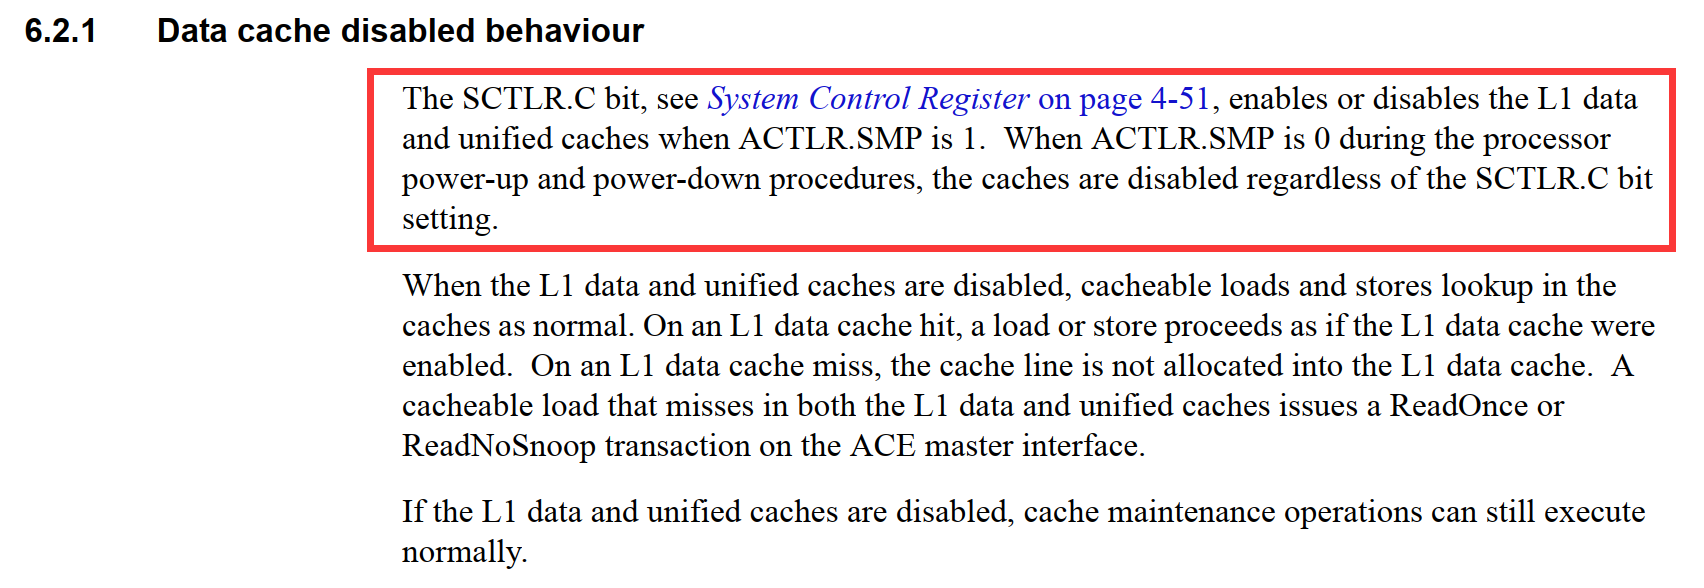 6.2.1 Data cache disabled behaviour
The SCTLR.C bit, see System Control Register on page 4-51, enables or disables the L1 data
and unified caches when ACTLR.SMP is 1.  When ACTLR.SMP is 0 during the processor
power-up and power-down procedures, the caches are disabled regardless of the SCTLR.C bit
setting.
When the L1 data and unified caches are disabled, cacheable loads and stores lookup in the
caches as normal. On an L1 data cache hit, a load or store proceeds as if the L1 data cache were
enabled.  On an L1 data cache miss, the cache line is not allocated into the L1 data cache.  A
cacheable load that misses in both the L1 data and unified caches issues a ReadOnce or
ReadNoSnoop transaction on the ACE master interface.
If the L1 data and unified caches are disabled, cache maintenance operations can still execute
normally.